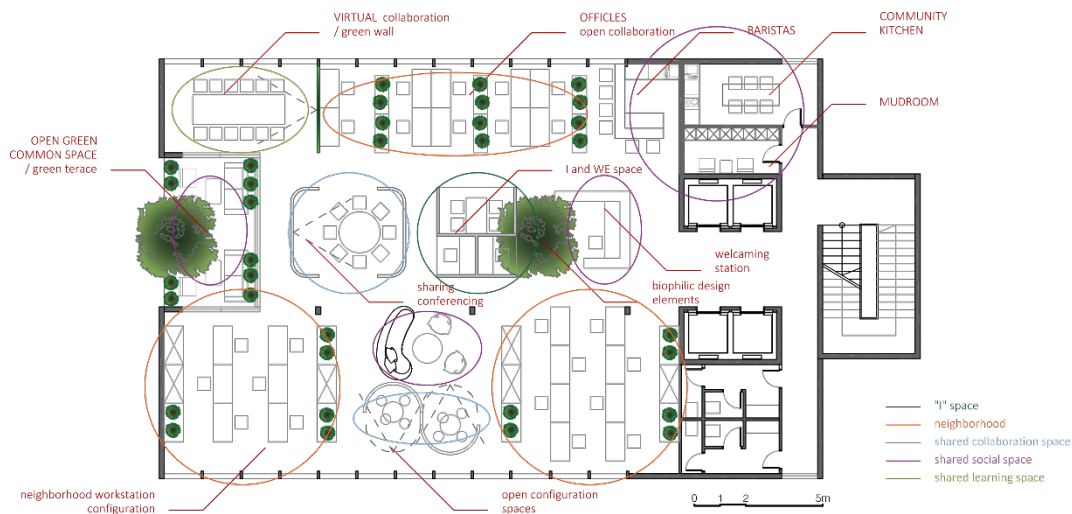 VIRTUAL collaboration
/ green wall
OFFICLES
open collaboration
BARISTAS
COMMUNITY
KITCHEN
MUDROOM
OPEN GREEN
COMMON SPACE
/ green terace
I and WE space
welcaming
station
sharing
conferencing
biophilic design
elements
"I" space
neighborhood
shared collaboration space
shared social space
shared learning space
neighborhood workstation
configuration
open configuration
spaces
0 1 2 5m